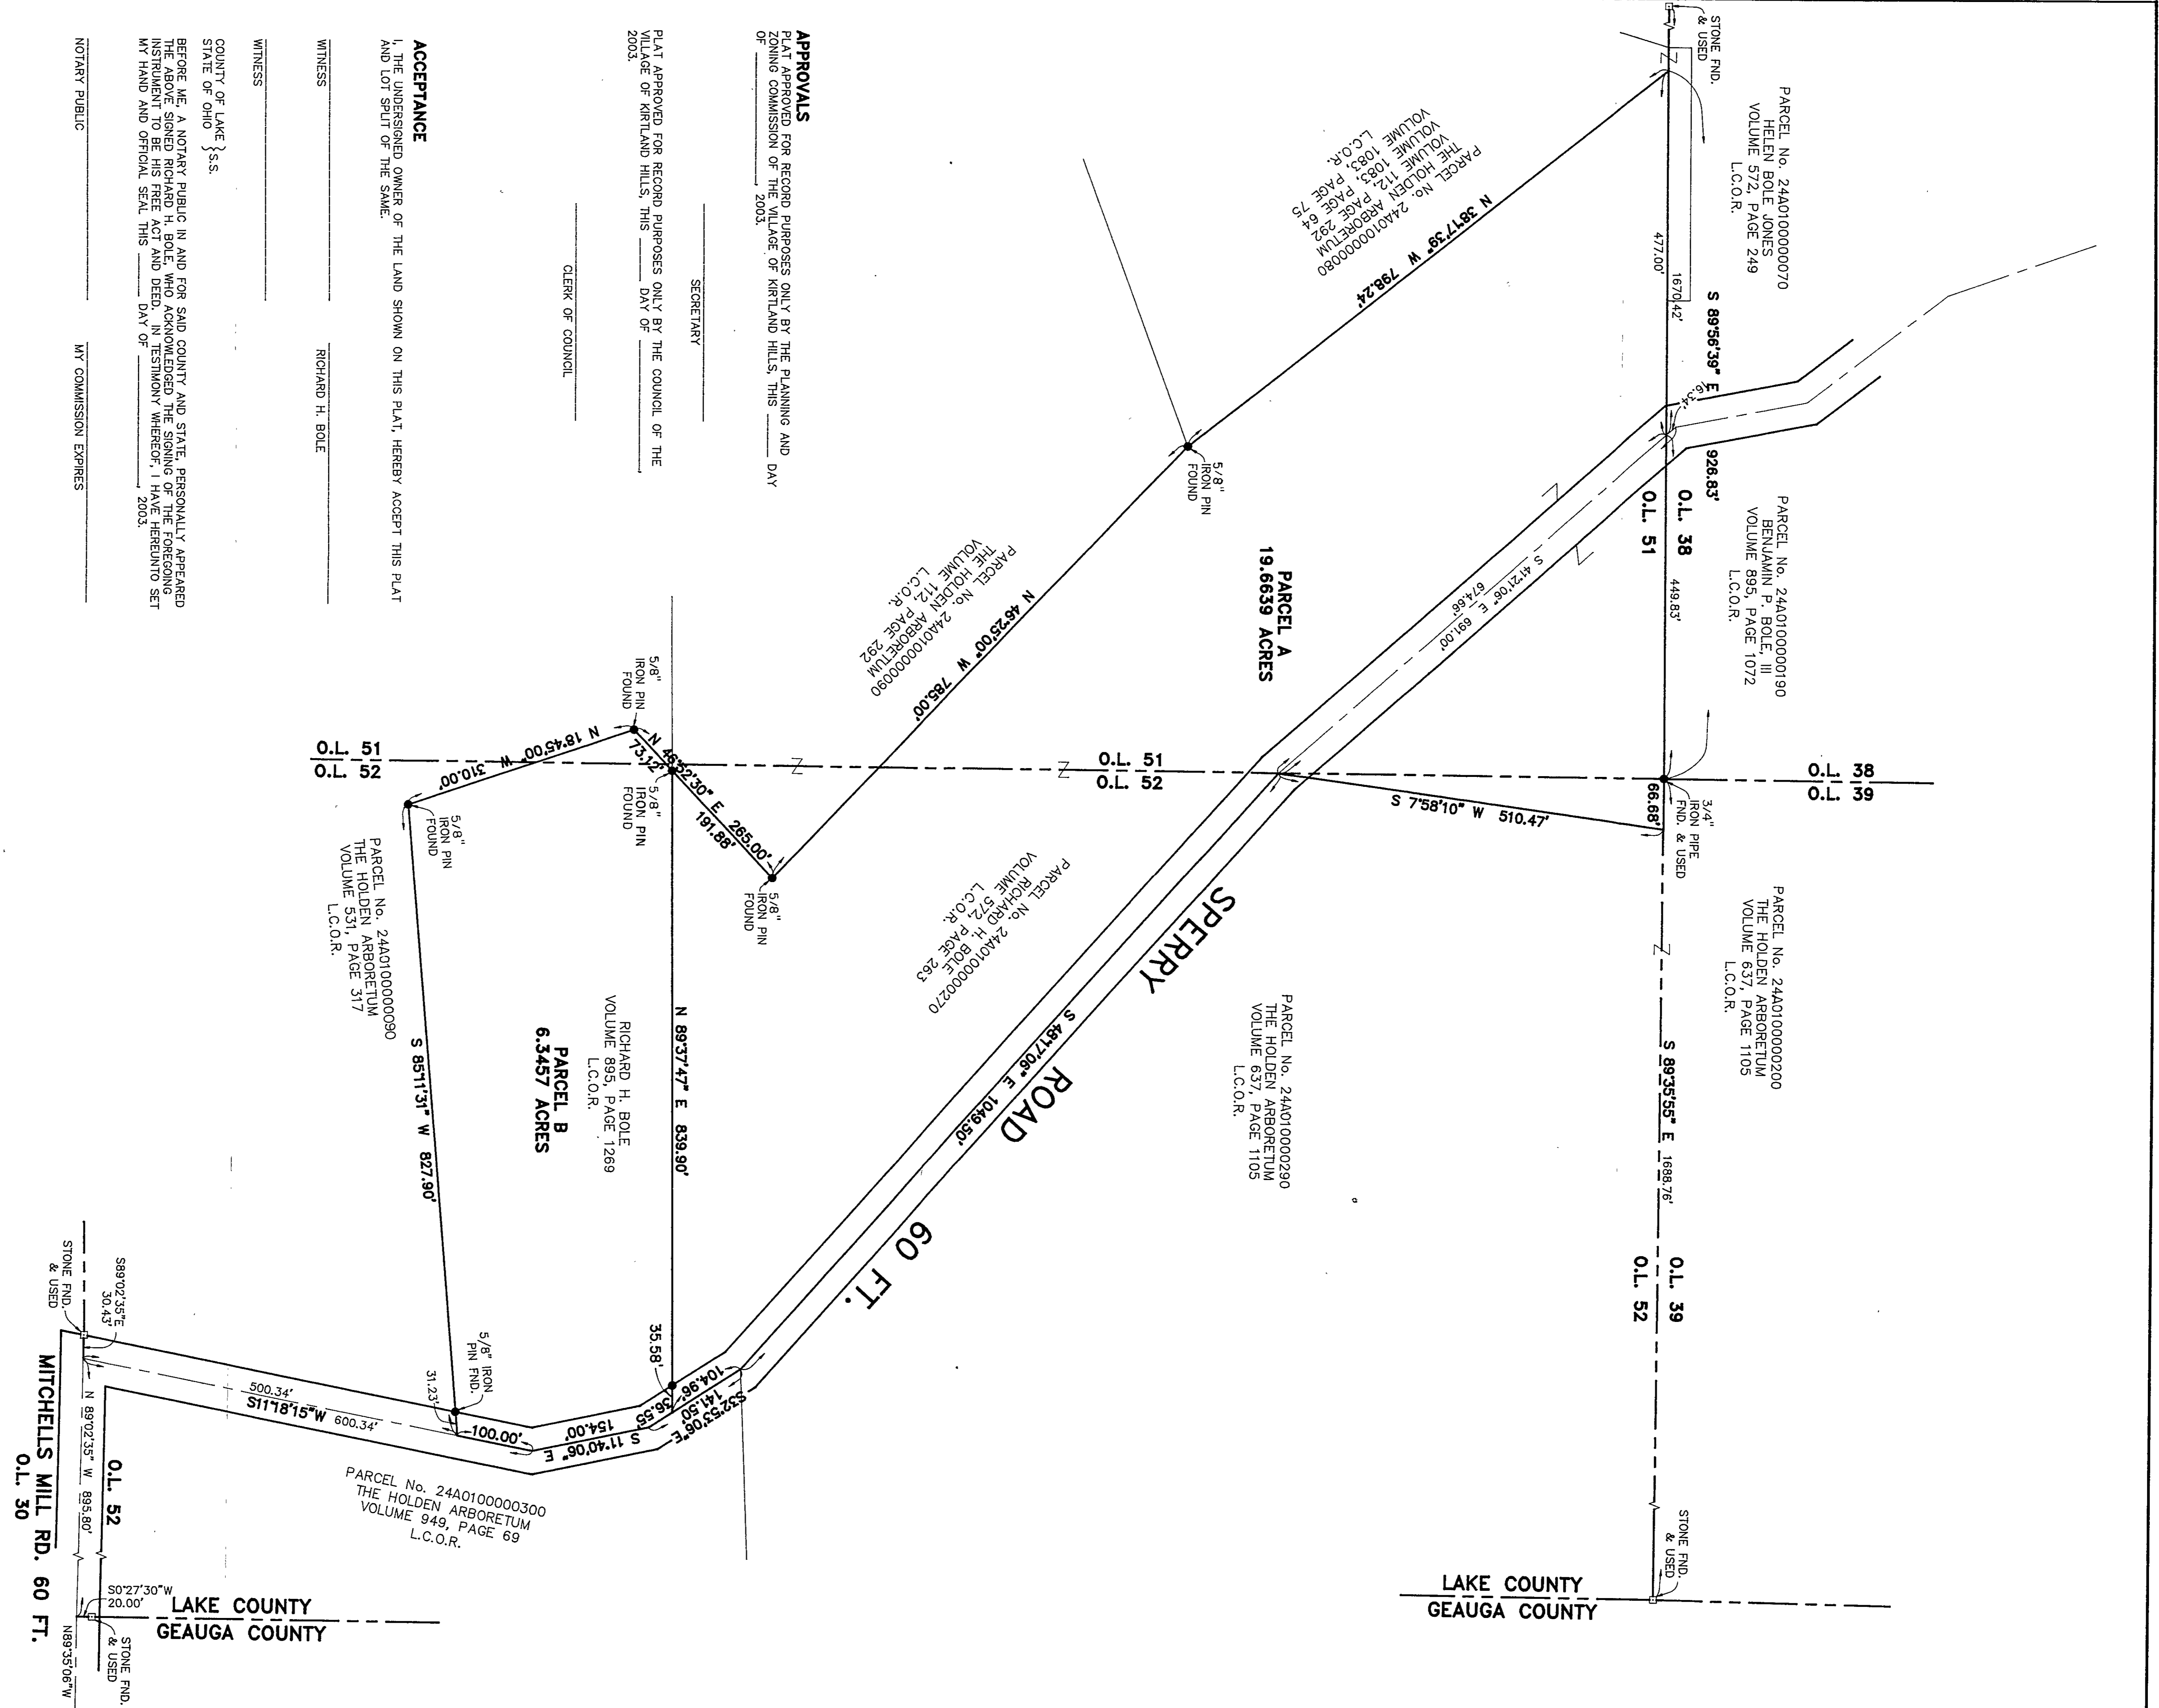 STONE FND.
& USED
PARCEL No. 24A0100000070
HELEN BOLE JONES
VOLUME 572, PAGE 249
L.C.O.R.
477.00'
1670.42'
S 89°56'39" E
926.83'
16.34'
O.L. 38
O.L. 51
449.83'
PARCEL No. 24A0100000190
BENJAMIN P. BOLE, III
VOLUME 895, PAGE 1072
L.C.O.R.
O.L. 38
O.L. 39
3/4"
IRON PIPE
FND. & USED
66.68'
S 7°58'10" W 510.47'
PARCEL No. 24A0100000200
THE HOLDEN ARBORETUM
VOLUME 637, PAGE 1105
L.C.O.R.
S 89°35'55" E 1688.76'
O.L. 39
O.L. 52
STONE FND.
& USED
LAKE COUNTY
GEAUGA COUNTY
PARCEL No. 24A0100000080
THE HOLDEN ARBORETUM
VOLUME 112, PAGE 292
VOLUME 1083, PAGE 64
VOLUME 1083, PAGE 75
L.C.O.R.
N 38°17'39" W 798.24'
5/8"
IRON PIN
FOUND
PARCEL A
19.6639 ACRES
S 41°21'06" E 691.00'
674.66'
O.L. 51
O.L. 52
N 46°25'00" W 785.00'
PARCEL No. 24A0100000090
THE HOLDEN ARBORETUM
VOLUME 112, PAGE 292
L.C.O.R.
PARCEL No. 24A0100000270
RICHARD H. BOLE
VOLUME 572, PAGE 263
L.C.O.R.
SPERRY ROAD 60 FT.
S 48°17'06" E 1049.50'
PARCEL No. 24A0100000290
THE HOLDEN ARBORETUM
VOLUME 637, PAGE 1105
L.C.O.R.
5/8"
IRON PIN
FOUND
N 46°52'30" E 265.00'
73.12'
191.88'
5/8"
IRON PIN
FOUND
5/8"
IRON PIN
FOUND
N 18°45'00" W 310.00'
O.L. 51
O.L. 52
5/8"
IRON PIN
FOUND
PARCEL No. 24A0100000090
THE HOLDEN ARBORETUM
VOLUME 531, PAGE 317
L.C.O.R.
N 89°37'47" E 839.90'
RICHARD H. BOLE
VOLUME 895, PAGE 1269
L.C.O.R.
PARCEL B
6.3457 ACRES
S 85°11'31" W 827.90'
35.58'
104.96'
36.55'
141.50'
S32°53'06"E
154.00'
S 11°40'06" E
100.00'
31.23'
5/8" IRON
PIN FND.
500.34'
S11°18'15"W 600.34'
PARCEL No. 24A0100000300
THE HOLDEN ARBORETUM
VOLUME 949, PAGE 69
L.C.O.R.
S89°02'35"E
30.43'
STONE FND.
& USED
N 89°02'35" W 895.80'
O.L. 52
MITCHELLS MILL RD. 60 FT.
O.L. 30
S0°27'30"W
20.00'
LAKE COUNTY
GEAUGA COUNTY
STONE FND.
& USED
N89°35'06"W
APPROVALS
PLAT APPROVED FOR RECORD PURPOSES ONLY BY THE PLANNING AND
ZONING COMMISSION OF THE VILLAGE OF KIRTLAND HILLS, THIS ____ DAY
OF ________, 2003.
SECRETARY
PLAT APPROVED FOR RECORD PURPOSES ONLY BY THE COUNCIL OF THE
VILLAGE OF KIRTLAND HILLS, THIS ____ DAY OF ________,
2003.
CLERK OF COUNCIL
ACCEPTANCE
I, THE UNDERSIGNED OWNER OF THE LAND SHOWN ON THIS PLAT, HEREBY ACCEPT THIS PLAT
AND LOT SPLIT OF THE SAME.
WITNESS
RICHARD H. BOLE
WITNESS
COUNTY OF LAKE }
STATE OF OHIO } S.S.
BEFORE ME, A NOTARY PUBLIC IN AND FOR SAID COUNTY AND STATE, PERSONALLY APPEARED
THE ABOVE SIGNED RICHARD H. BOLE, WHO ACKNOWLEDGED THE SIGNING OF THE FOREGOING
INSTRUMENT TO BE HIS FREE ACT AND DEED. IN TESTIMONY WHEREOF, I HAVE HEREUNTO SET
MY HAND AND OFFICIAL SEAL THIS ____ DAY OF ________, 2003.
NOTARY PUBLIC
MY COMMISSION EXPIRES